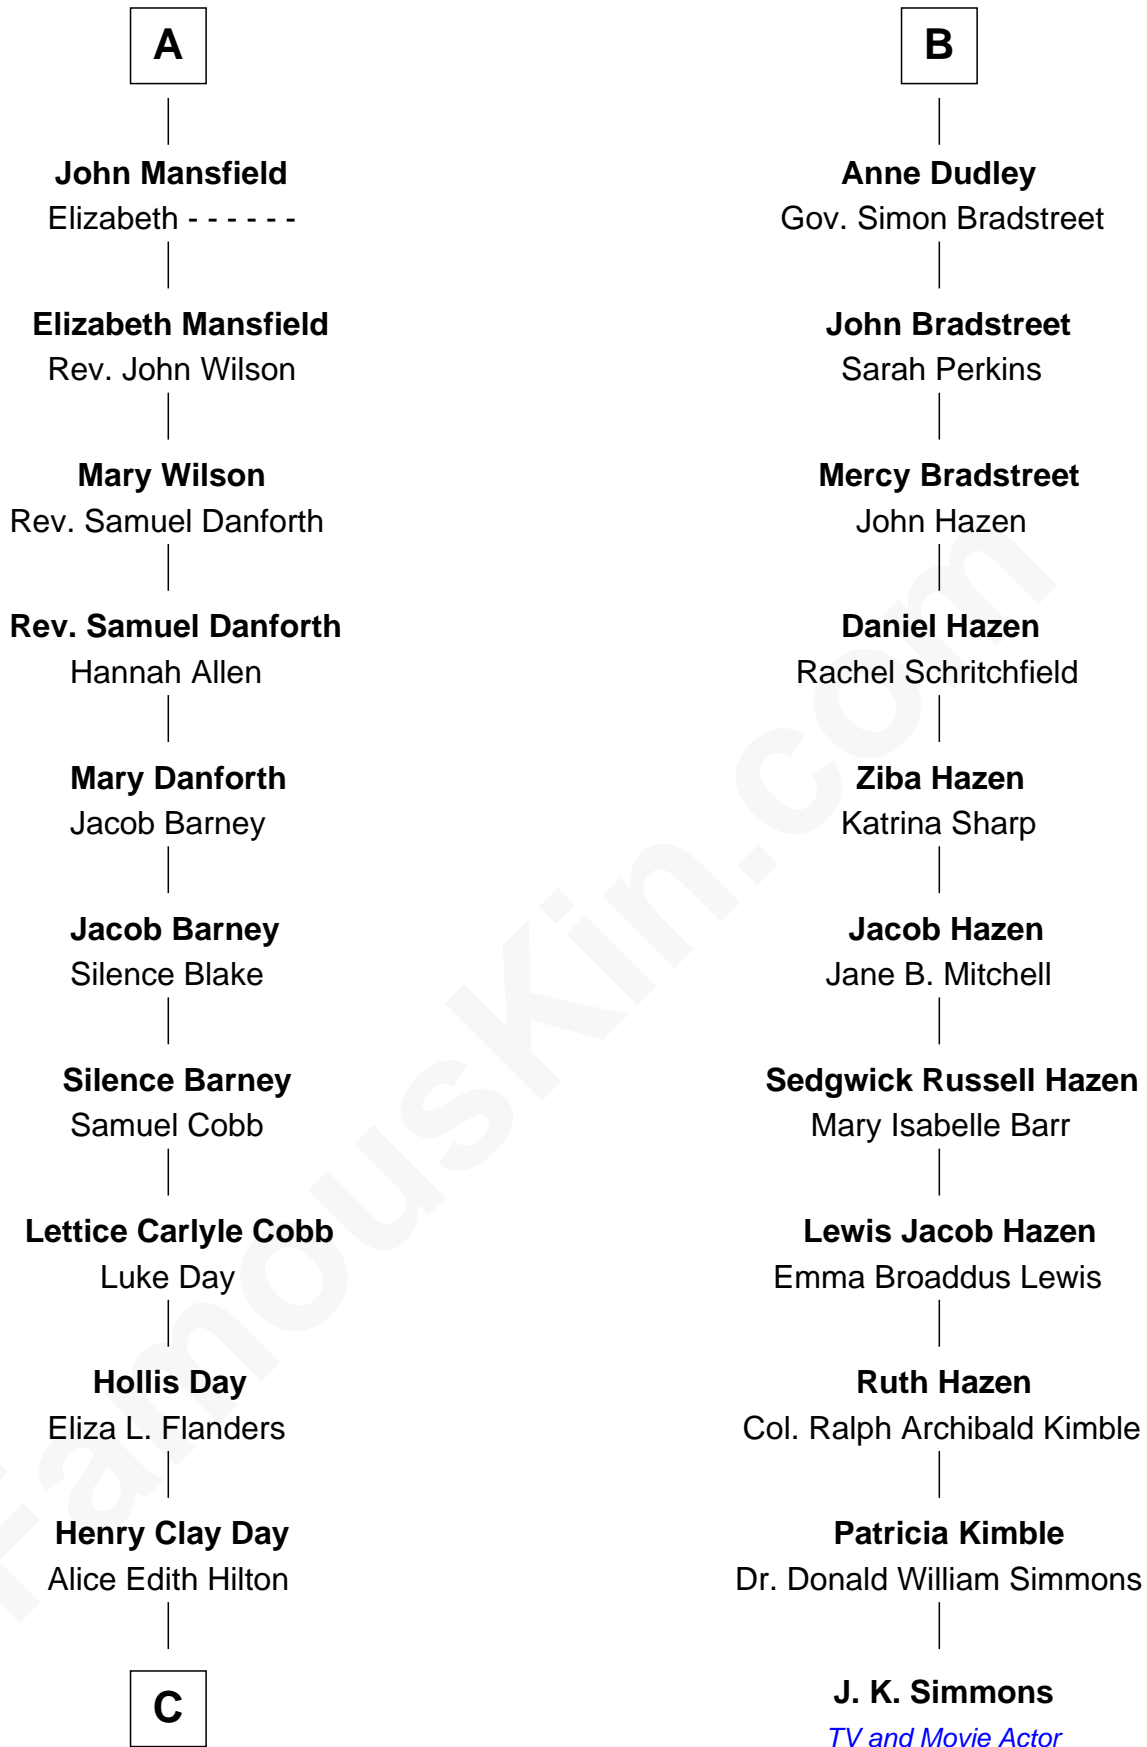 A
John Mansfield
Elizabeth - - - - - -
Elizabeth Mansfield
Rev. John Wilson
Mary Wilson
Rev. Samuel Danforth
Rev. Samuel Danforth
Hannah Allen
Mary Danforth
Jacob Barney
Jacob Barney
Silence Blake
Silence Barney
Samuel Cobb
Lettice Carlyle Cobb
Luke Day
Hollis Day
Eliza L. Flanders
Henry Clay Day
Alice Edith Hilton
C
B
Anne Dudley
Gov. Simon Bradstreet
John Bradstreet
Sarah Perkins
Mercy Bradstreet
John Hazen
Daniel Hazen
Rachel Schritchfield
Ziba Hazen
Katrina Sharp
Jacob Hazen
Jane B. Mitchell
Sedgwick Russell Hazen
Mary Isabelle Barr
Lewis Jacob Hazen
Emma Broaddus Lewis
Ruth Hazen
Col. Ralph Archibald Kimble
Patricia Kimble
Dr. Donald William Simmons
J. K. Simmons
TV and Movie Actor
FamousKin.com